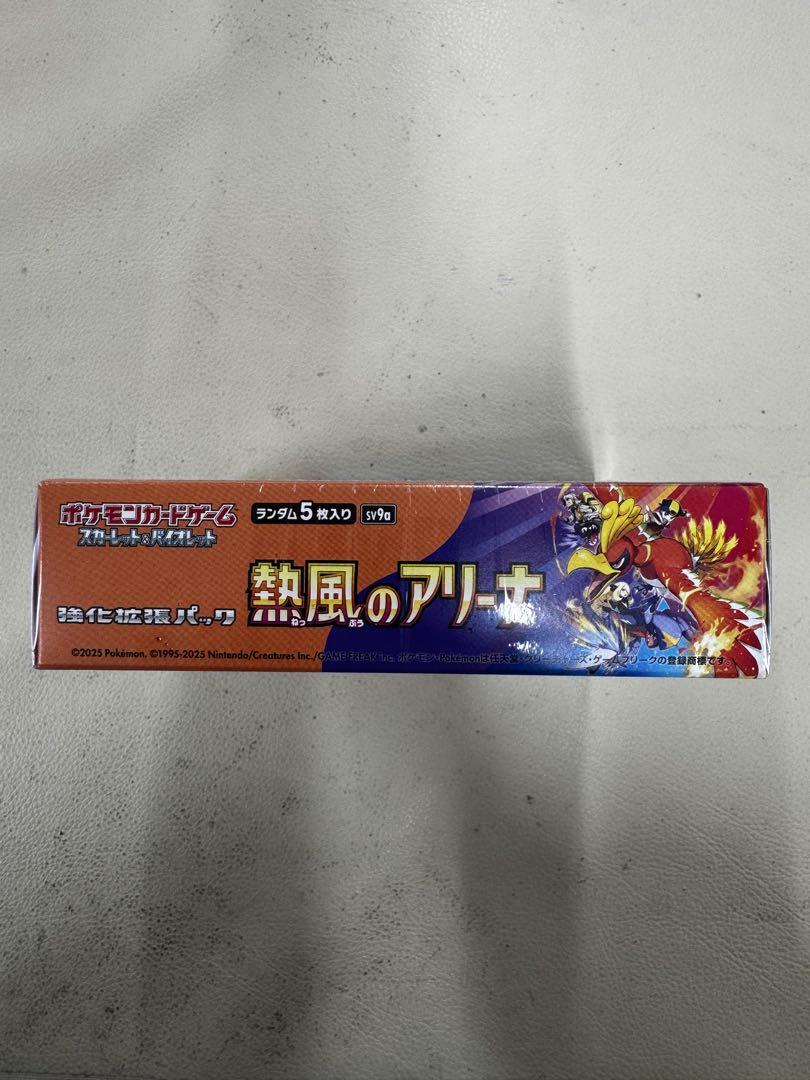 ポケモンカードゲーム
スカーレット&バイオレット
ランダム5枚入り
sv9a
強化拡張パック
熱風のアリーナ
ねっ ぷう
©2025 Pokémon. ©1995-2025 Nintendo/Creatures Inc./GAME FREAK inc. ポケモン・Pokémonは任天堂・クリーチャーズ・ゲームフリークの登録商標です。